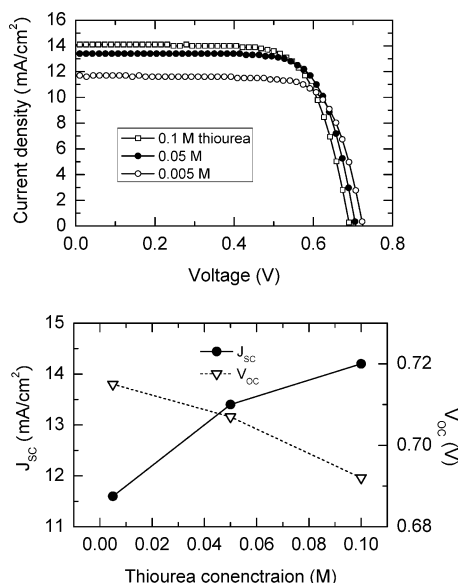 16
14
12
10
8
6
4
2
0
Current density (mA/cm²)
0.1 M thiourea
0.05 M
0.005 M
0.0 0.2 0.4 0.6 0.8
Voltage (V)
15
14
13
12
11
J_SC (mA/cm²)
J_SC
V_OC
0.72
0.70
0.68
V_OC (V)
0.00 0.02 0.04 0.06 0.08 0.10
Thiourea conenctraion (M)